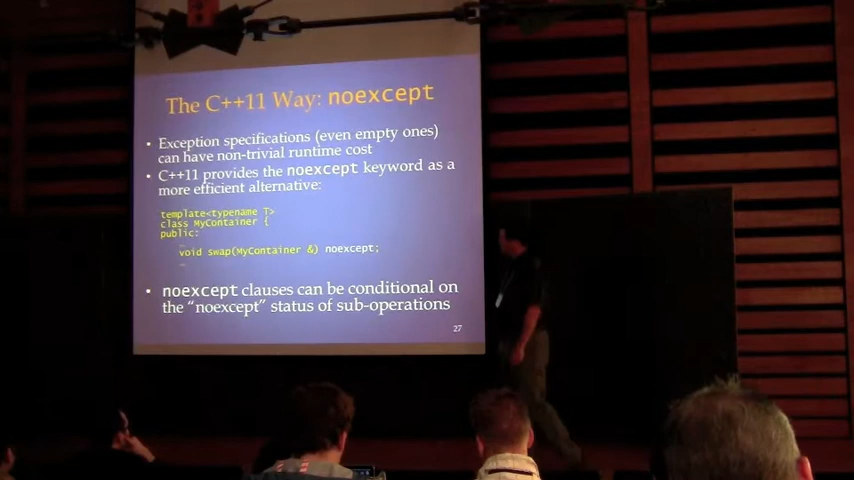 The C++11 Way: noexcept
• Exception specifications (even empty ones)
can have non-trivial runtime cost
• C++11 provides the noexcept keyword as a
more efficient alternative:
template<typename T>
class MyContainer {
public:
…
void swap(MyContainer &) noexcept;
…
• noexcept clauses can be conditional on
the “noexcept” status of sub-operations
27